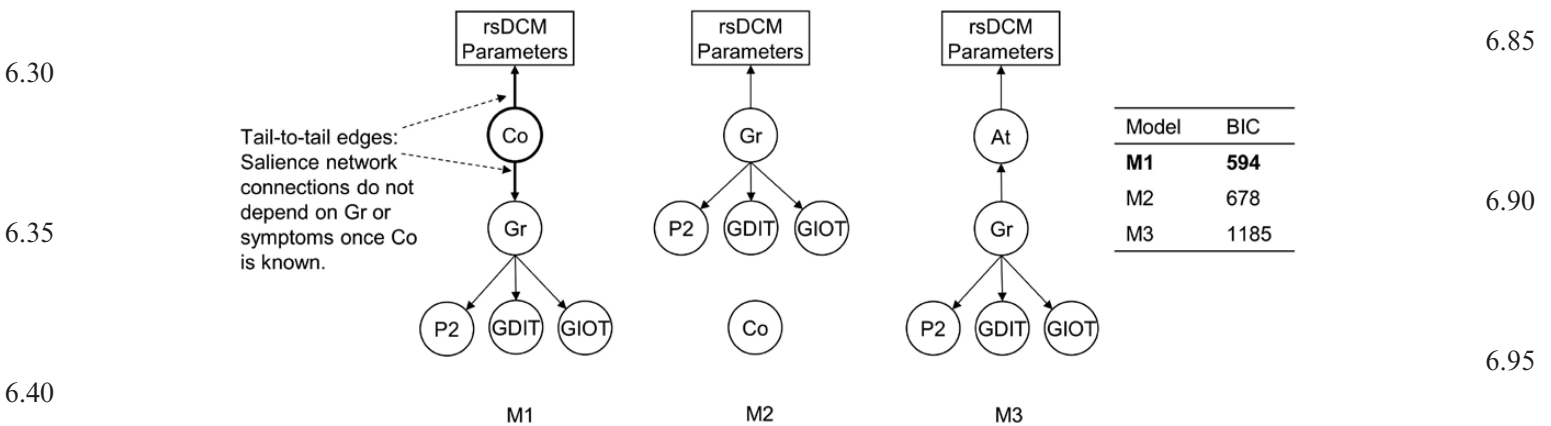 6.30
6.35
6.40
rsDCM
Parameters
Co
Tail-to-tail edges:
Salience network
connections do not
depend on Gr or
symptoms once Co
is known.
Gr
P2 GDIT GIOT
M1
rsDCM
Parameters
Gr
P2 GDIT GIOT
Co
M2
rsDCM
Parameters
At
Gr
P2 GDIT GIOT
M3
Model BIC
M1 594
M2 678
M3 1185
6.85
6.90
6.95